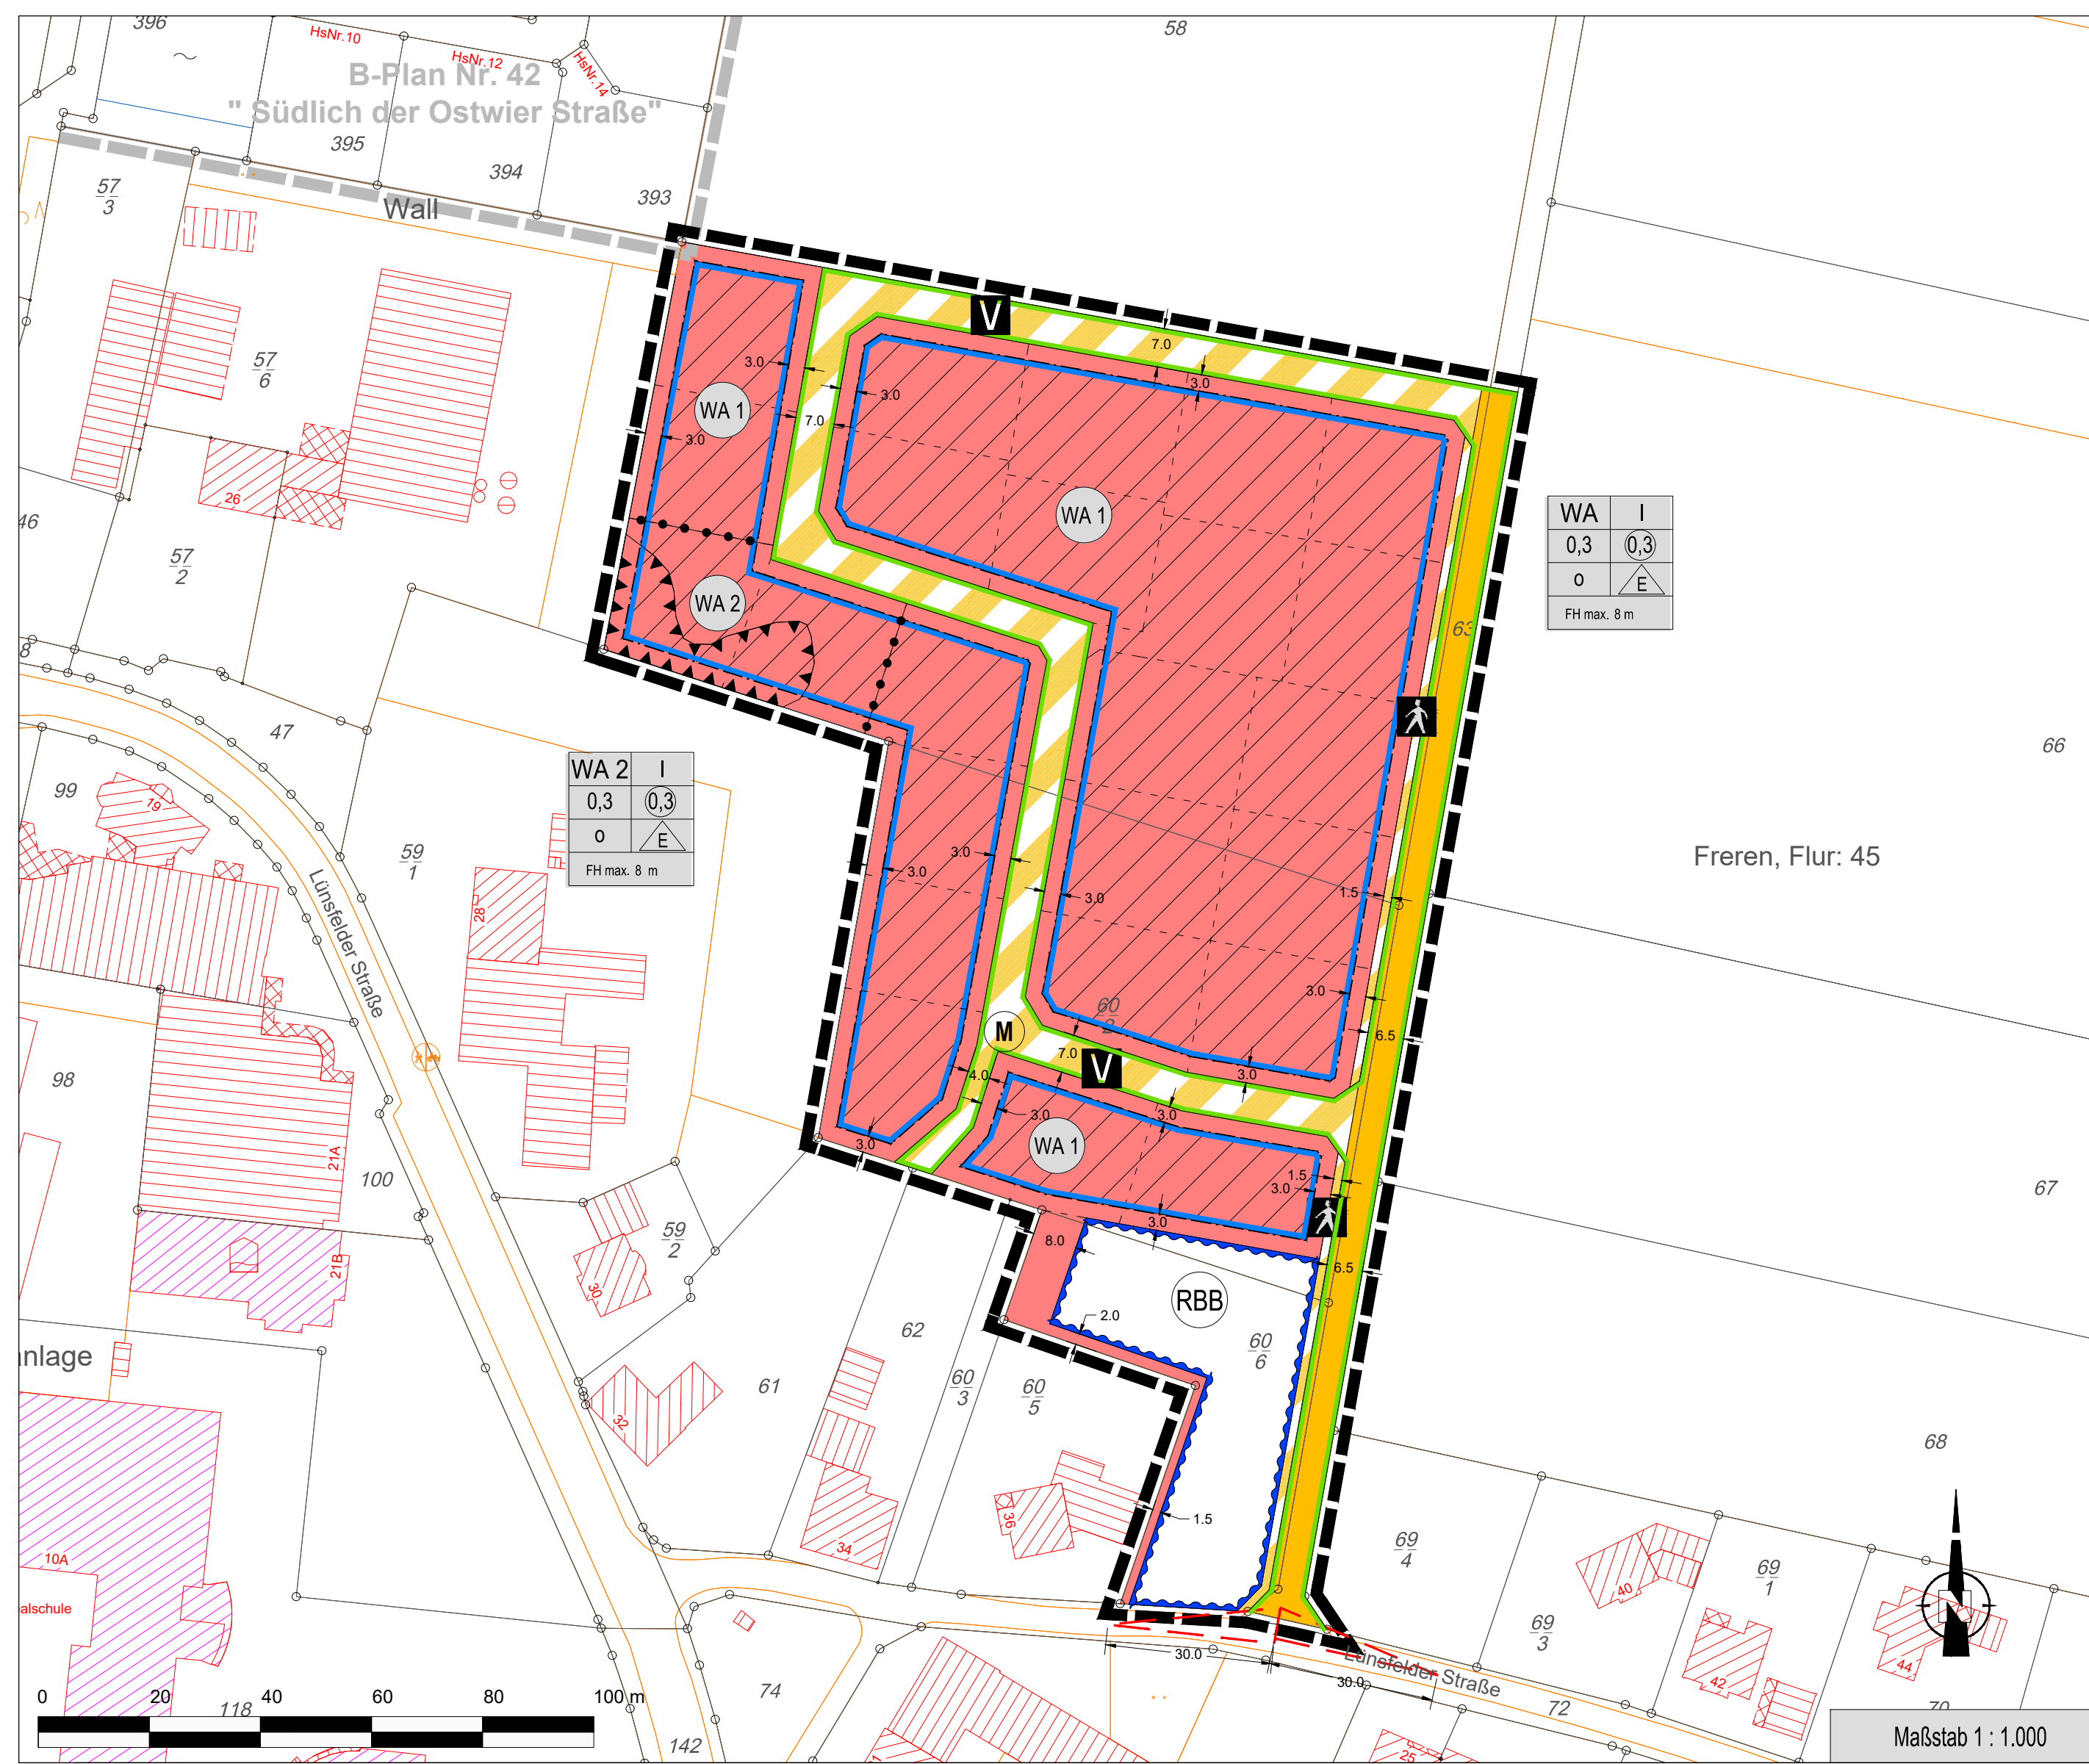 396
HsNr.10
HsNr.12
HsNr.14
58
B-Plan Nr. 42
" Südlich der Ostwier Straße"
395
394
393
57
3
Wall
V
7.0
3.0
3.0
3.0
57
6
WA 1
7.0
3.0
WA 1
26
46
57
2
WA I
0,3 0,3
o E
FH max. 8 m
WA 2
63
8
47
66
99
19
WA 2 I
0,3 0,3
o E
FH max. 8 m
59
1
3.0
3.0
3.0
1.5
Freren, Flur: 45
28
Lünsfelder Straße
3.0
60
2
M
7.0
V
6.5
98
4.0
3.0
3.0
3.0
WA 1
3.0
21A
100
1.5
3.0
67
3.0
59
2
8.0
6.5
21B
30
RBB
2.0
62
60
6
nlage
61
60
3
60
5
32
68
1.5
36
34
69
4
10A
69
1
40
alschule
69
3
44
30.0
Lünsfelder Straße
30.0
42
0 20 40 60 80 100 m
118
74
72
70
142
25
Maßstab 1 : 1.000